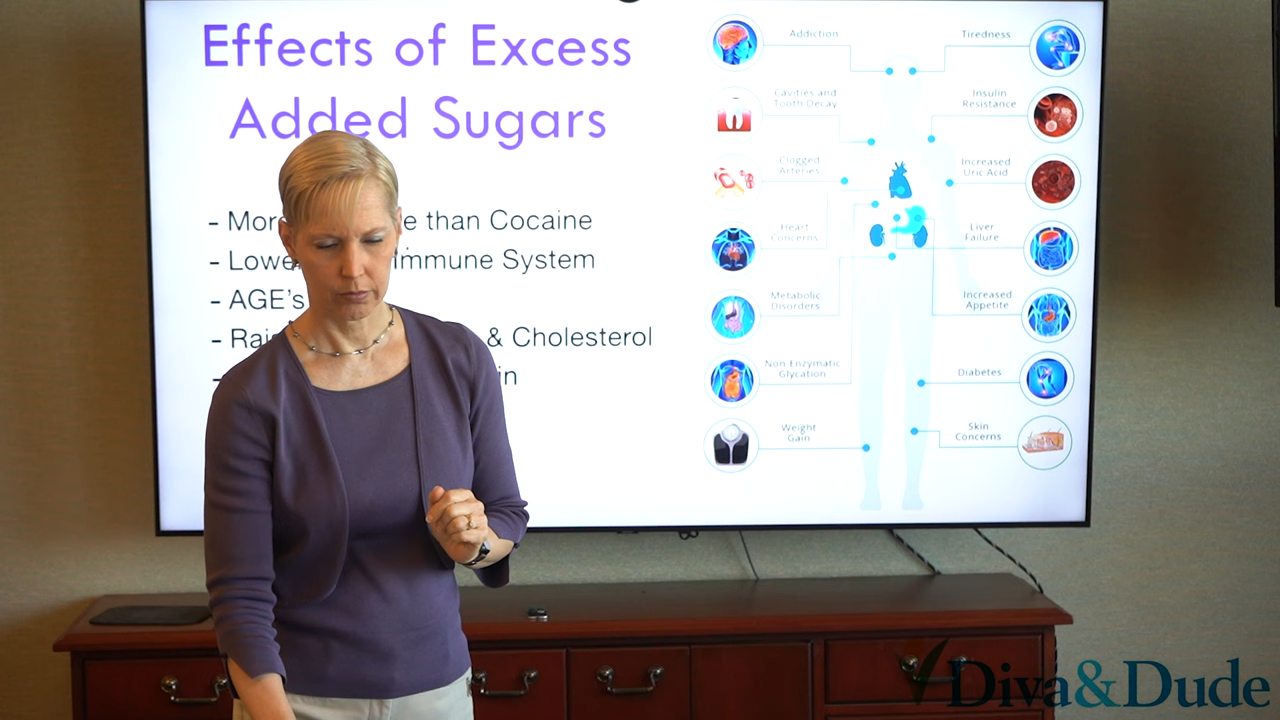 Effects of Excess
Added Sugars
- More than Cocaine
- Lowe Immune System
- AGE's
- Rai & Cholesterol
-
Addiction
Cavities and
Tooth Decay
Clogged
Arteries
Heart
Concerns
Metabolic
Disorders
Non-Enzymatic
Glycation
Weight
Gain
Tiredness
Insulin
Resistance
Increased
Uric Acid
Liver
Failure
Increased
Appetite
Diabetes
Skin
Concerns
Diva&Dude